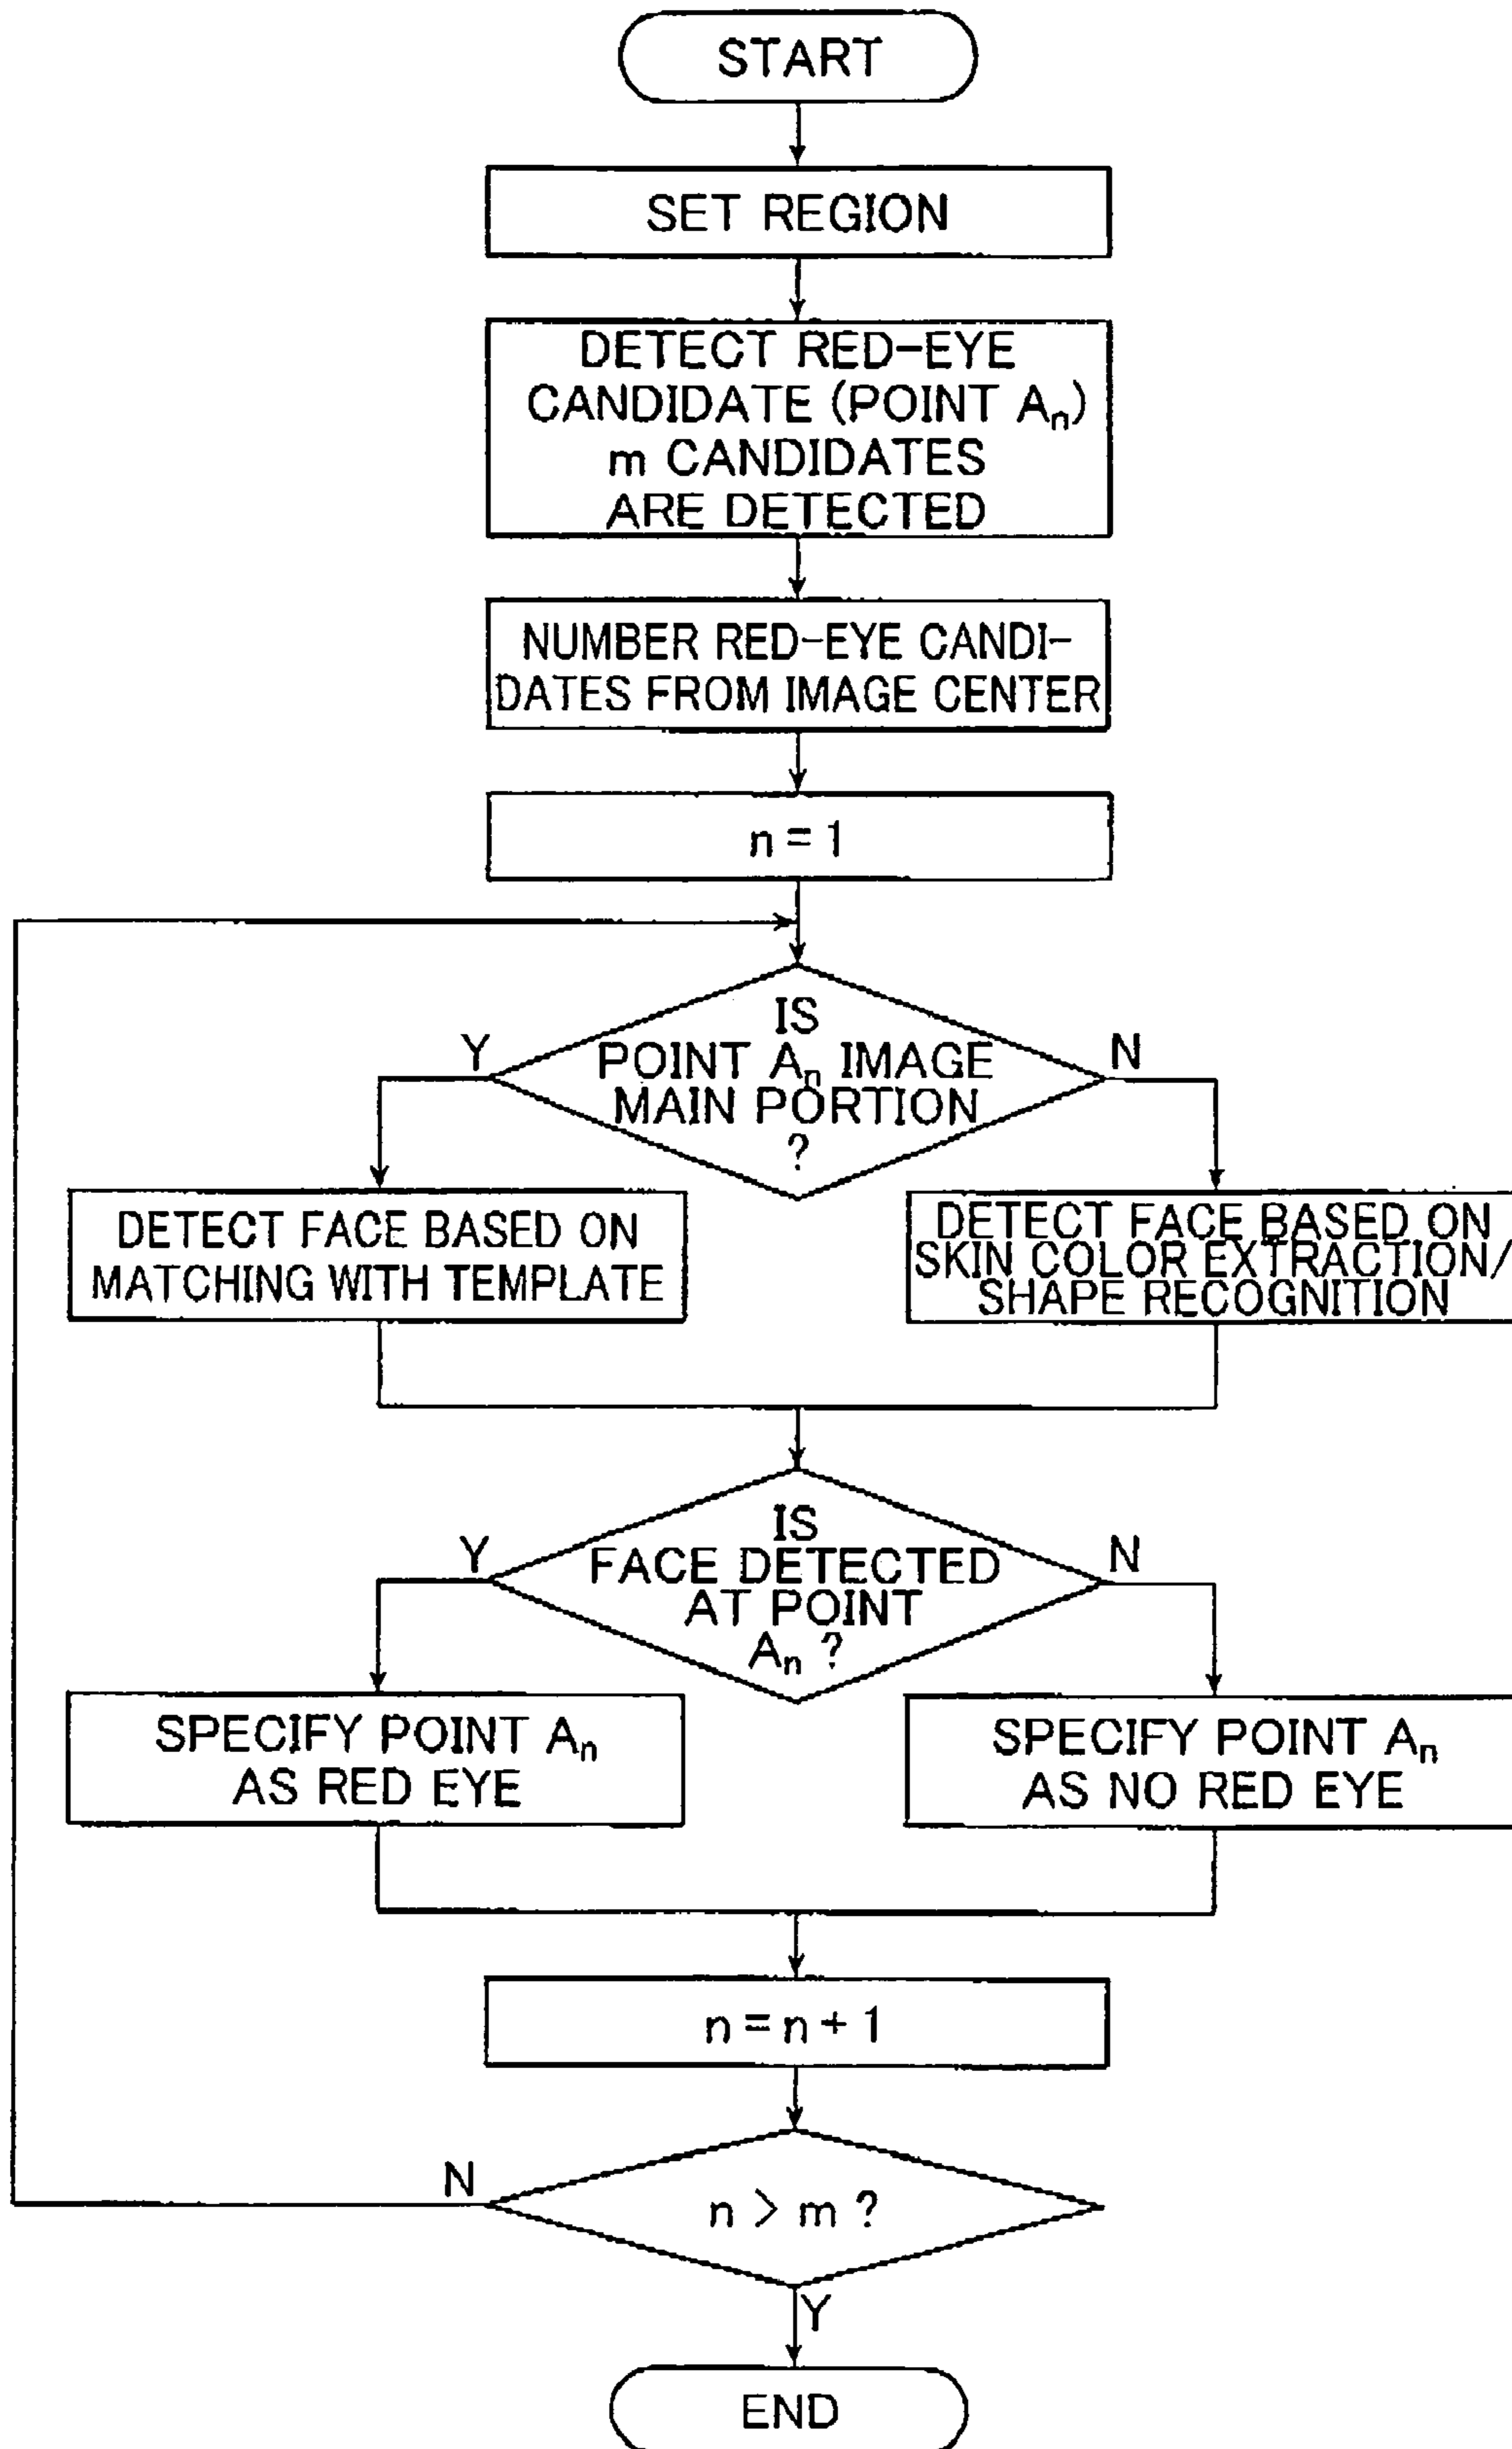 START
SET REGION
DETECT RED-EYE
CANDIDATE (POINT Aₙ)
m CANDIDATES
ARE DETECTED
NUMBER RED-EYE CANDI-
DATES FROM IMAGE CENTER
n = 1
IS
POINT Aₙ IMAGE
MAIN PORTION
?
Y
N
DETECT FACE BASED ON
MATCHING WITH TEMPLATE
DETECT FACE BASED ON
SKIN COLOR EXTRACTION/
SHAPE RECOGNITION
IS
FACE DETECTED
AT POINT
Aₙ ?
Y
N
SPECIFY POINT Aₙ
AS RED EYE
SPECIFY POINT Aₙ
AS NO RED EYE
n = n + 1
n > m ?
N
Y
END